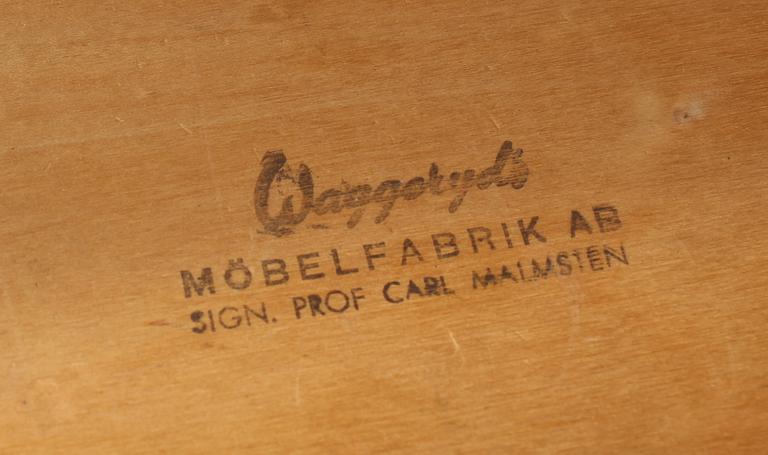 Waggeryds
MÖBELFABRIK AB
SIGN. PROF CARL MALMSTEN